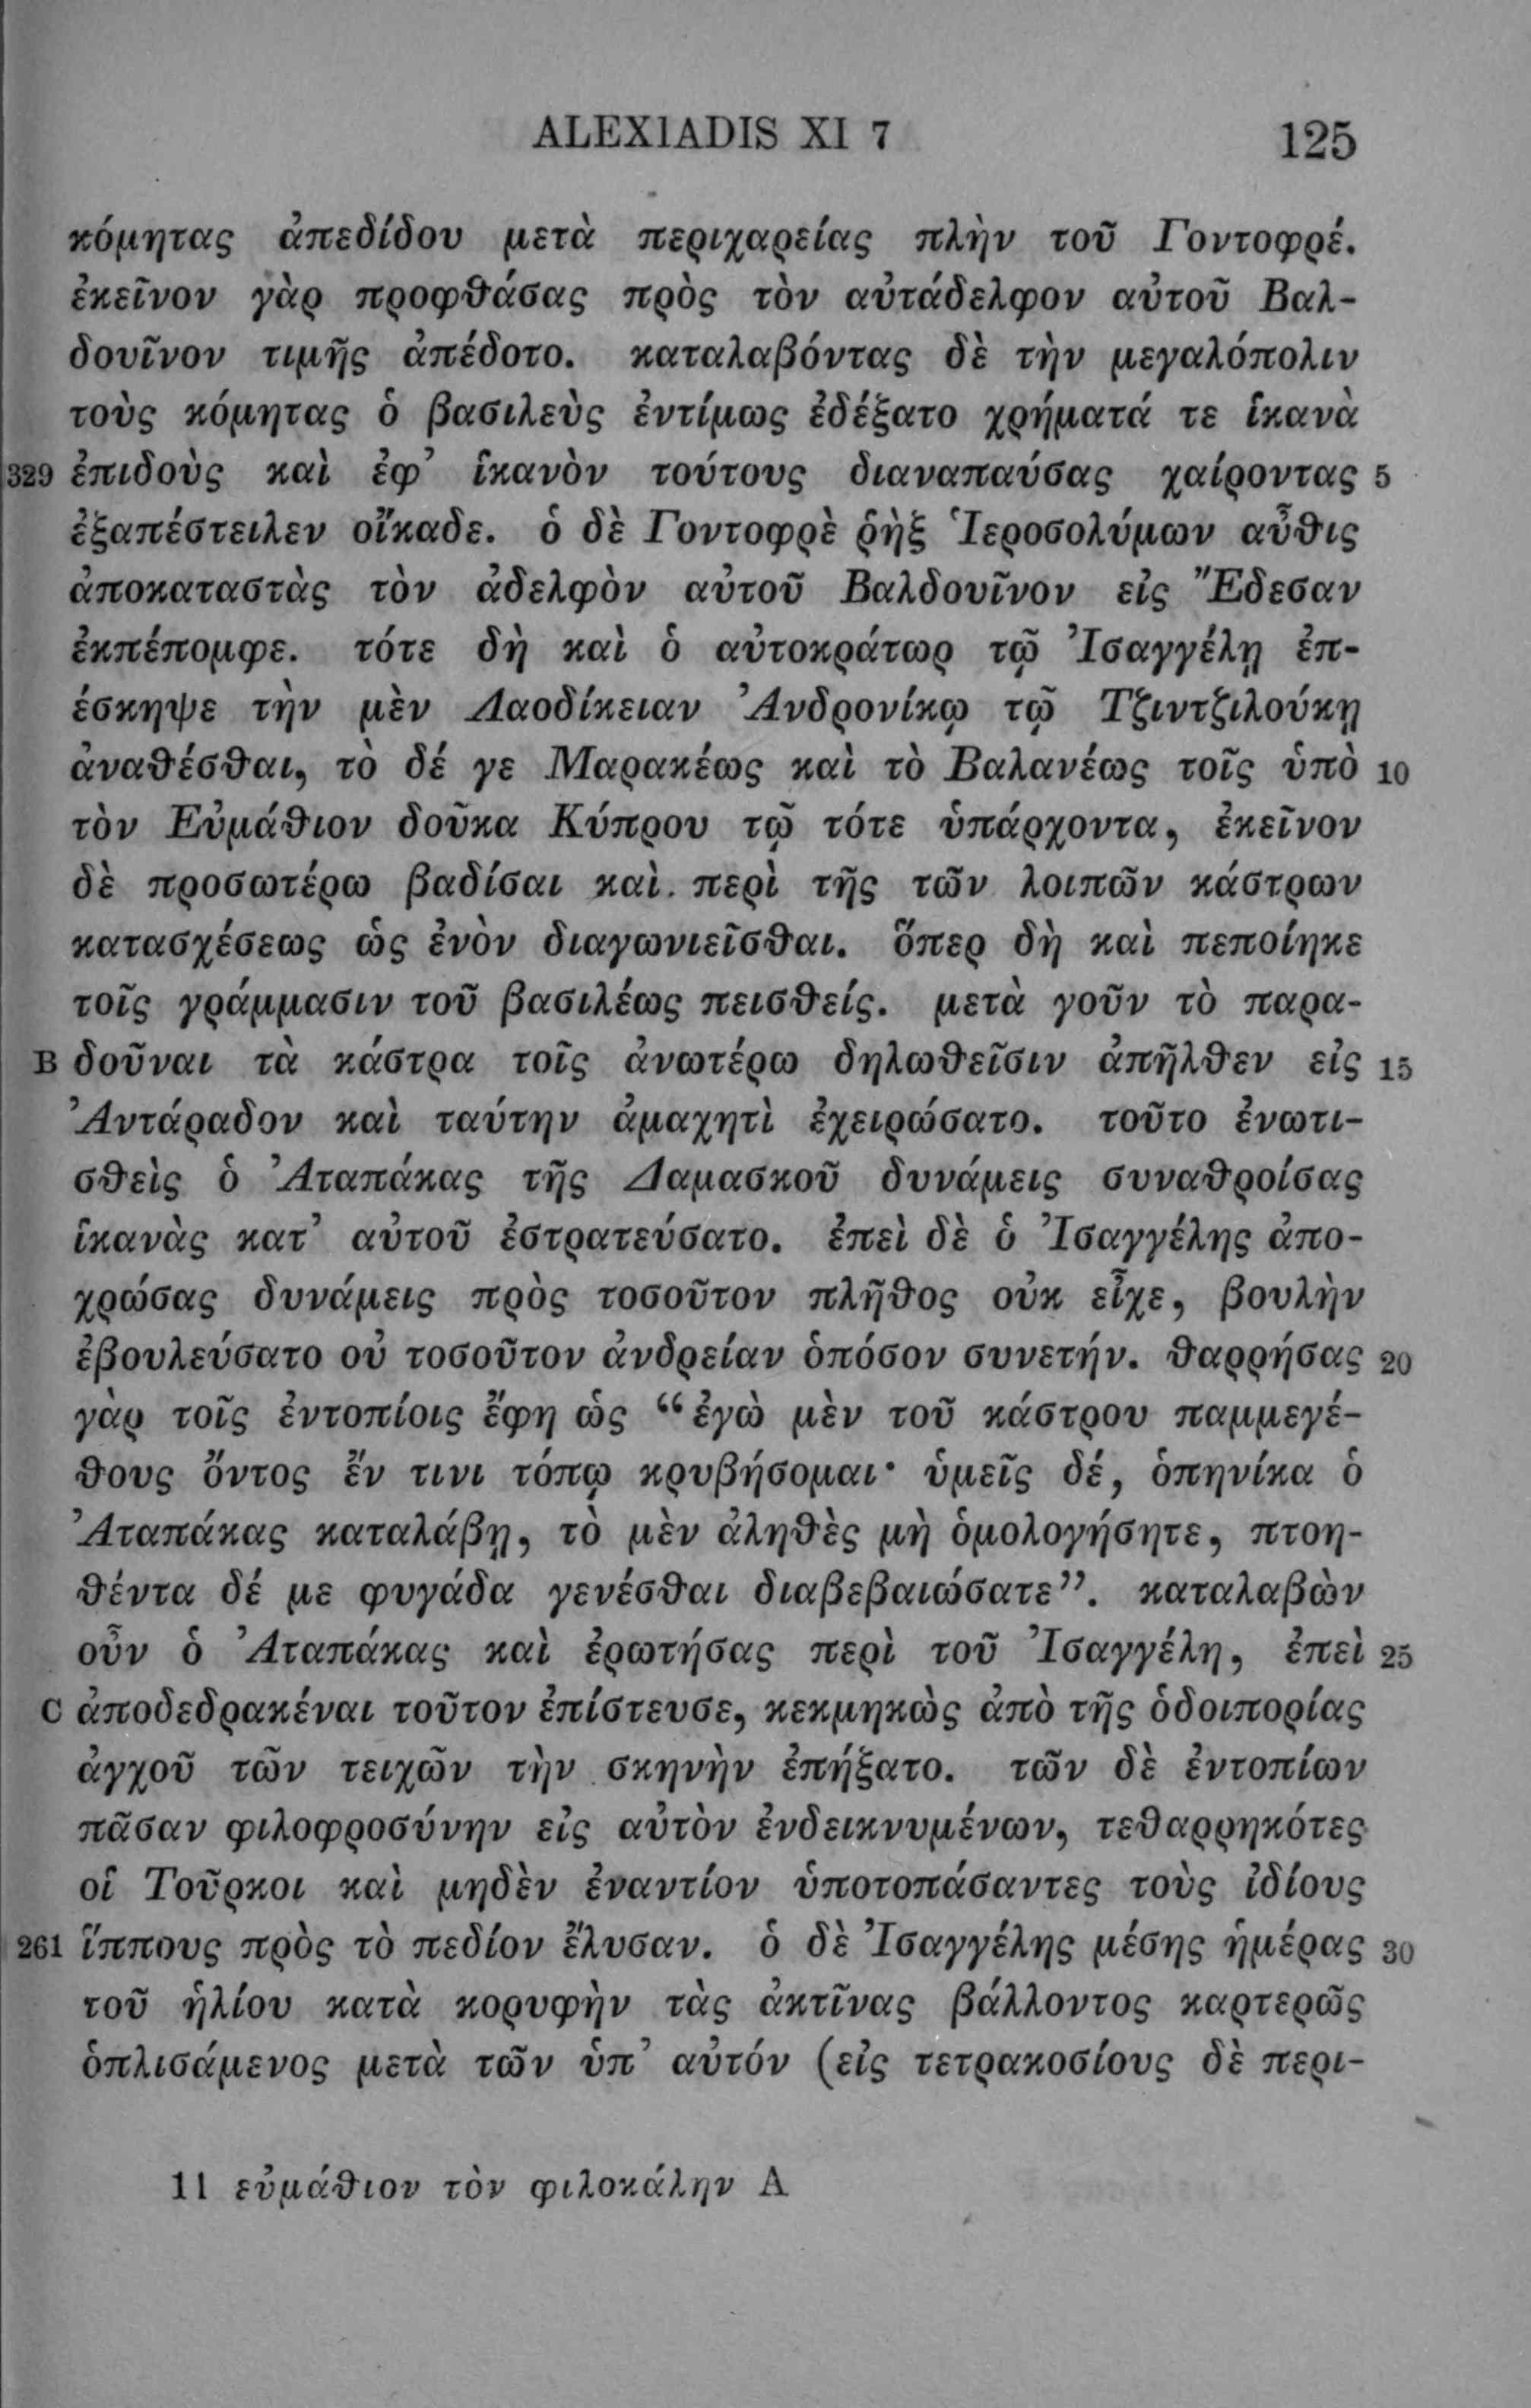 ALEXIADIS XI 7 125
κόμητας ἀπεδίδου μετὰ περιχαρείας πλὴν τοῦ Γοντοφρέ.
ἐκεῖνον γὰρ προφθάσας πρὸς τὸν αὐτάδελφον αὐτοῦ Βαλ-
δουῖνον τιμῆς ἀπέδοτο. καταλαβόντας δὲ τὴν μεγαλόπολιν
τοὺς κόμητας ὁ βασιλεὺς ἐντίμως ἐδέξατο χρήματά τε ἱκανὰ
329 ἐπιδοὺς καὶ ἐφ’ ἱκανὸν τούτους διαναπαύσας χαίροντας 5
ἐξαπέστειλεν οἴκαδε. ὁ δὲ Γοντοφρὲ ῥὴξ Ἱεροσολύμων αὖθις
ἀποκαταστὰς τὸν ἀδελφὸν αὐτοῦ Βαλδουῖνον εἰς Ἔδεσαν
ἐκπέπομφε. τότε δὴ καὶ ὁ αὐτοκράτωρ τῷ Ἰσαγγέλῃ ἐπ-
έσκηψε τὴν μὲν Λαοδίκειαν Ἀνδρονίκῳ τῷ Τζιντζιλούκῃ
ἀναθέσθαι, τὸ δέ γε Μαρακέως καὶ τὸ Βαλανέως τοῖς ὑπὸ 10
τὸν Εὐμάθιον δοῦκα Κύπρου τῷ τότε ὑπάρχοντα, ἐκεῖνον
δὲ προσωτέρω βαδίσαι καὶ. περὶ τῆς τῶν λοιπῶν κάστρων
κατασχέσεως ὡς ἐνὸν διαγωνιεῖσθαι. ὅπερ δὴ καὶ πεποίηκε
τοῖς γράμμασιν τοῦ βασιλέως πεισθείς. μετὰ γοῦν τὸ παρα-
B δοῦναι τὰ κάστρα τοῖς ἀνωτέρω δηλωθεῖσιν ἀπῆλθεν εἰς 15
Ἀντάραδον καὶ ταύτην ἀμαχητὶ ἐχειρώσατο. τοῦτο ἐνωτι-
σθεὶς ὁ Ἀταπάκας τῆς Δαμασκοῦ δυνάμεις συναθροίσας
ἱκανὰς κατ’ αὐτοῦ ἐστρατεύσατο. ἐπεὶ δὲ ὁ Ἰσαγγέλης ἀπο-
χρώσας δυνάμεις πρὸς τοσοῦτον πλῆθος οὐκ εἶχε, βουλὴν
ἐβουλεύσατο οὐ τοσοῦτον ἀνδρείαν ὁπόσον συνετήν. θαρρήσας 20
γὰρ τοῖς ἐντοπίοις ἔφη ὡς “ἐγὼ μὲν τοῦ κάστρου παμμεγέ-
θους ὄντος ἔν τινι τόπῳ κρυβήσομαι· ὑμεῖς δέ, ὁπηνίκα ὁ
Ἀταπάκας καταλάβῃ, τὸ μὲν ἀληθὲς μὴ ὁμολογήσητε, πτοη-
θέντα δέ με φυγάδα γενέσθαι διαβεβαιώσατε”. καταλαβὼν
οὖν ὁ Ἀταπάκας καὶ ἐρωτήσας περὶ τοῦ Ἰσαγγέλη, ἐπεὶ 25
C ἀποδεδρακέναι τοῦτον ἐπίστευσε, κεκμηκὼς ἀπὸ τῆς ὁδοιπορίας
ἀγχοῦ τῶν τειχῶν τὴν σκηνὴν ἐπήξατο. τῶν δὲ ἐντοπίων
πᾶσαν φιλοφροσύνην εἰς αὐτὸν ἐνδεικνυμένων, τεθαρρηκότες
οἱ Τοῦρκοι καὶ μηδὲν ἐναντίον ὑποτοπάσαντες τοὺς ἰδίους
261 ἵππους πρὸς τὸ πεδίον ἔλυσαν. ὁ δὲ Ἰσαγγέλης μέσης ἡμέρας 30
τοῦ ἡλίου κατὰ κορυφὴν τὰς ἀκτῖνας βάλλοντος καρτερῶς
ὁπλισάμενος μετὰ τῶν ὑπ’ αὐτόν (εἰς τετρακοσίους δὲ περι-
11 εὐμάθιον τὸν φιλοκάλην A